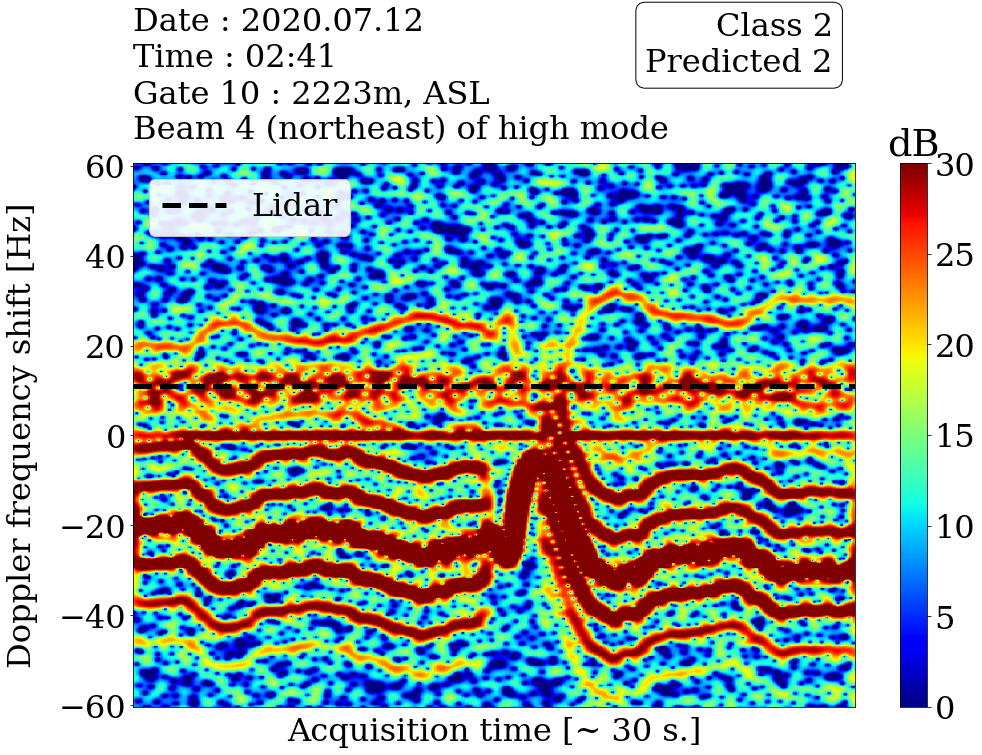 Date : 2020.07.12
Time : 02:41
Gate 10 : 2223m, ASL
Beam 4 (northeast) of high mode
Class 2
Predicted 2
dB
Lidar
Doppler frequency shift [Hz]
60
40
20
0
−20
−40
−60
Acquisition time [~ 30 s.]
30
25
20
15
10
5
0